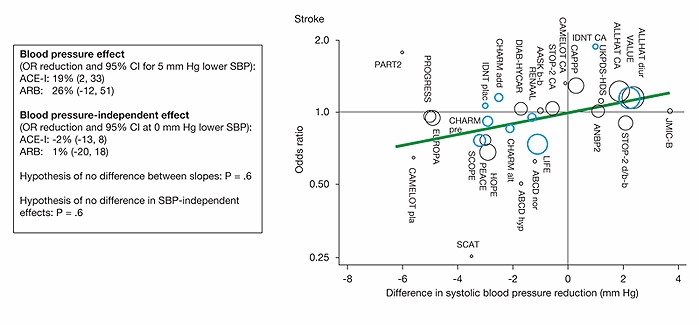 Blood pressure effect
(OR reduction and 95% CI for 5 mm Hg lower SBP):
ACE-I: 19% (2, 33)
ARB: 26% (-12, 51)
Blood pressure-independent effect
(OR reduction and 95% CI at 0 mm Hg lower SBP):
ACE-I: -2% (-13, 8)
ARB: 1% (-20, 18)
Hypothesis of no difference between slopes: P = .6
Hypothesis of no difference in SBP-independent
effects: P = .6
Stroke
Odds ratio
2.0
1.0
0.50
0.25
PART2
PROGRESS
EUROPA
CAMELOT pla
IDNT plac
CHARM add
CHARM
pre
SCOPE
PEACE
HOPE
SCAT
DIAB-HYCAR
RENAAL
AASK b-b
STOP-2 CA
CAMELOT CA
CAPPP
IDNT CA
UKPDS-HDS
ALLHAT CA
VALUE
ALLHAT diur
CHARM alt
ABCD hyp
ABCD nor
LIFE
ANBP2
STOP-2 d/b-b
JMIC-B
-8
-6
-4
-2
0
2
4
Difference in systolic blood pressure reduction (mm Hg)